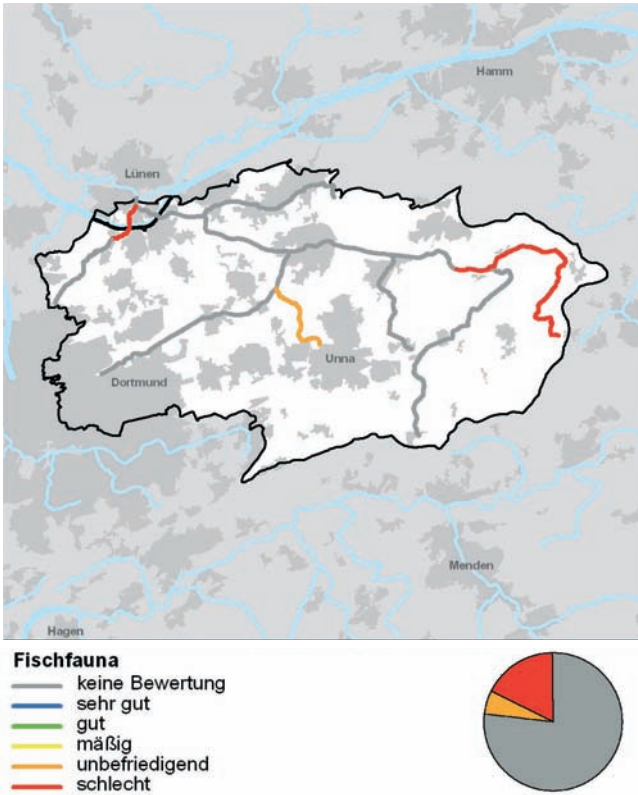 Hamm
Lünen
Dortmund
Unna
Menden
Hagen
Fischfauna
keine Bewertung
sehr gut
gut
mäßig
unbefriedigend
schlecht